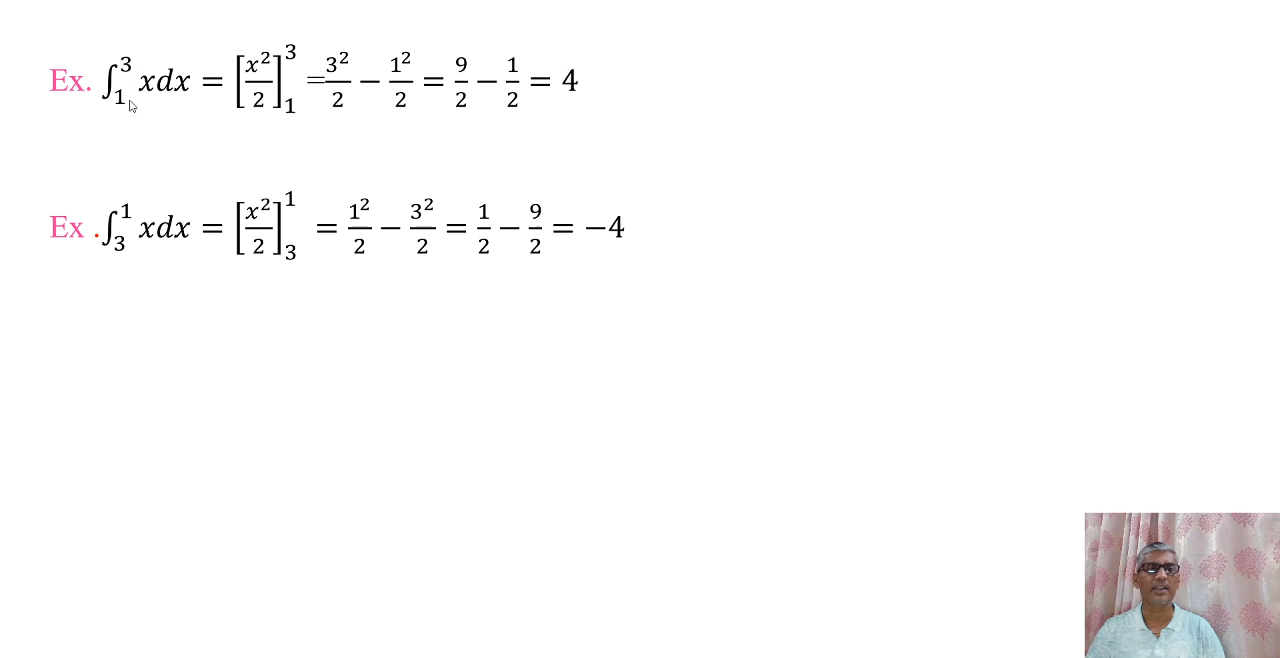 Ex. ∫₁³ xdx = [x²/2]₁³ = 3²/2 − 1²/2 = 9/2 − 1/2 = 4
Ex .∫₃¹ xdx = [x²/2]₃¹ = 1²/2 − 3²/2 = 1/2 − 9/2 = −4